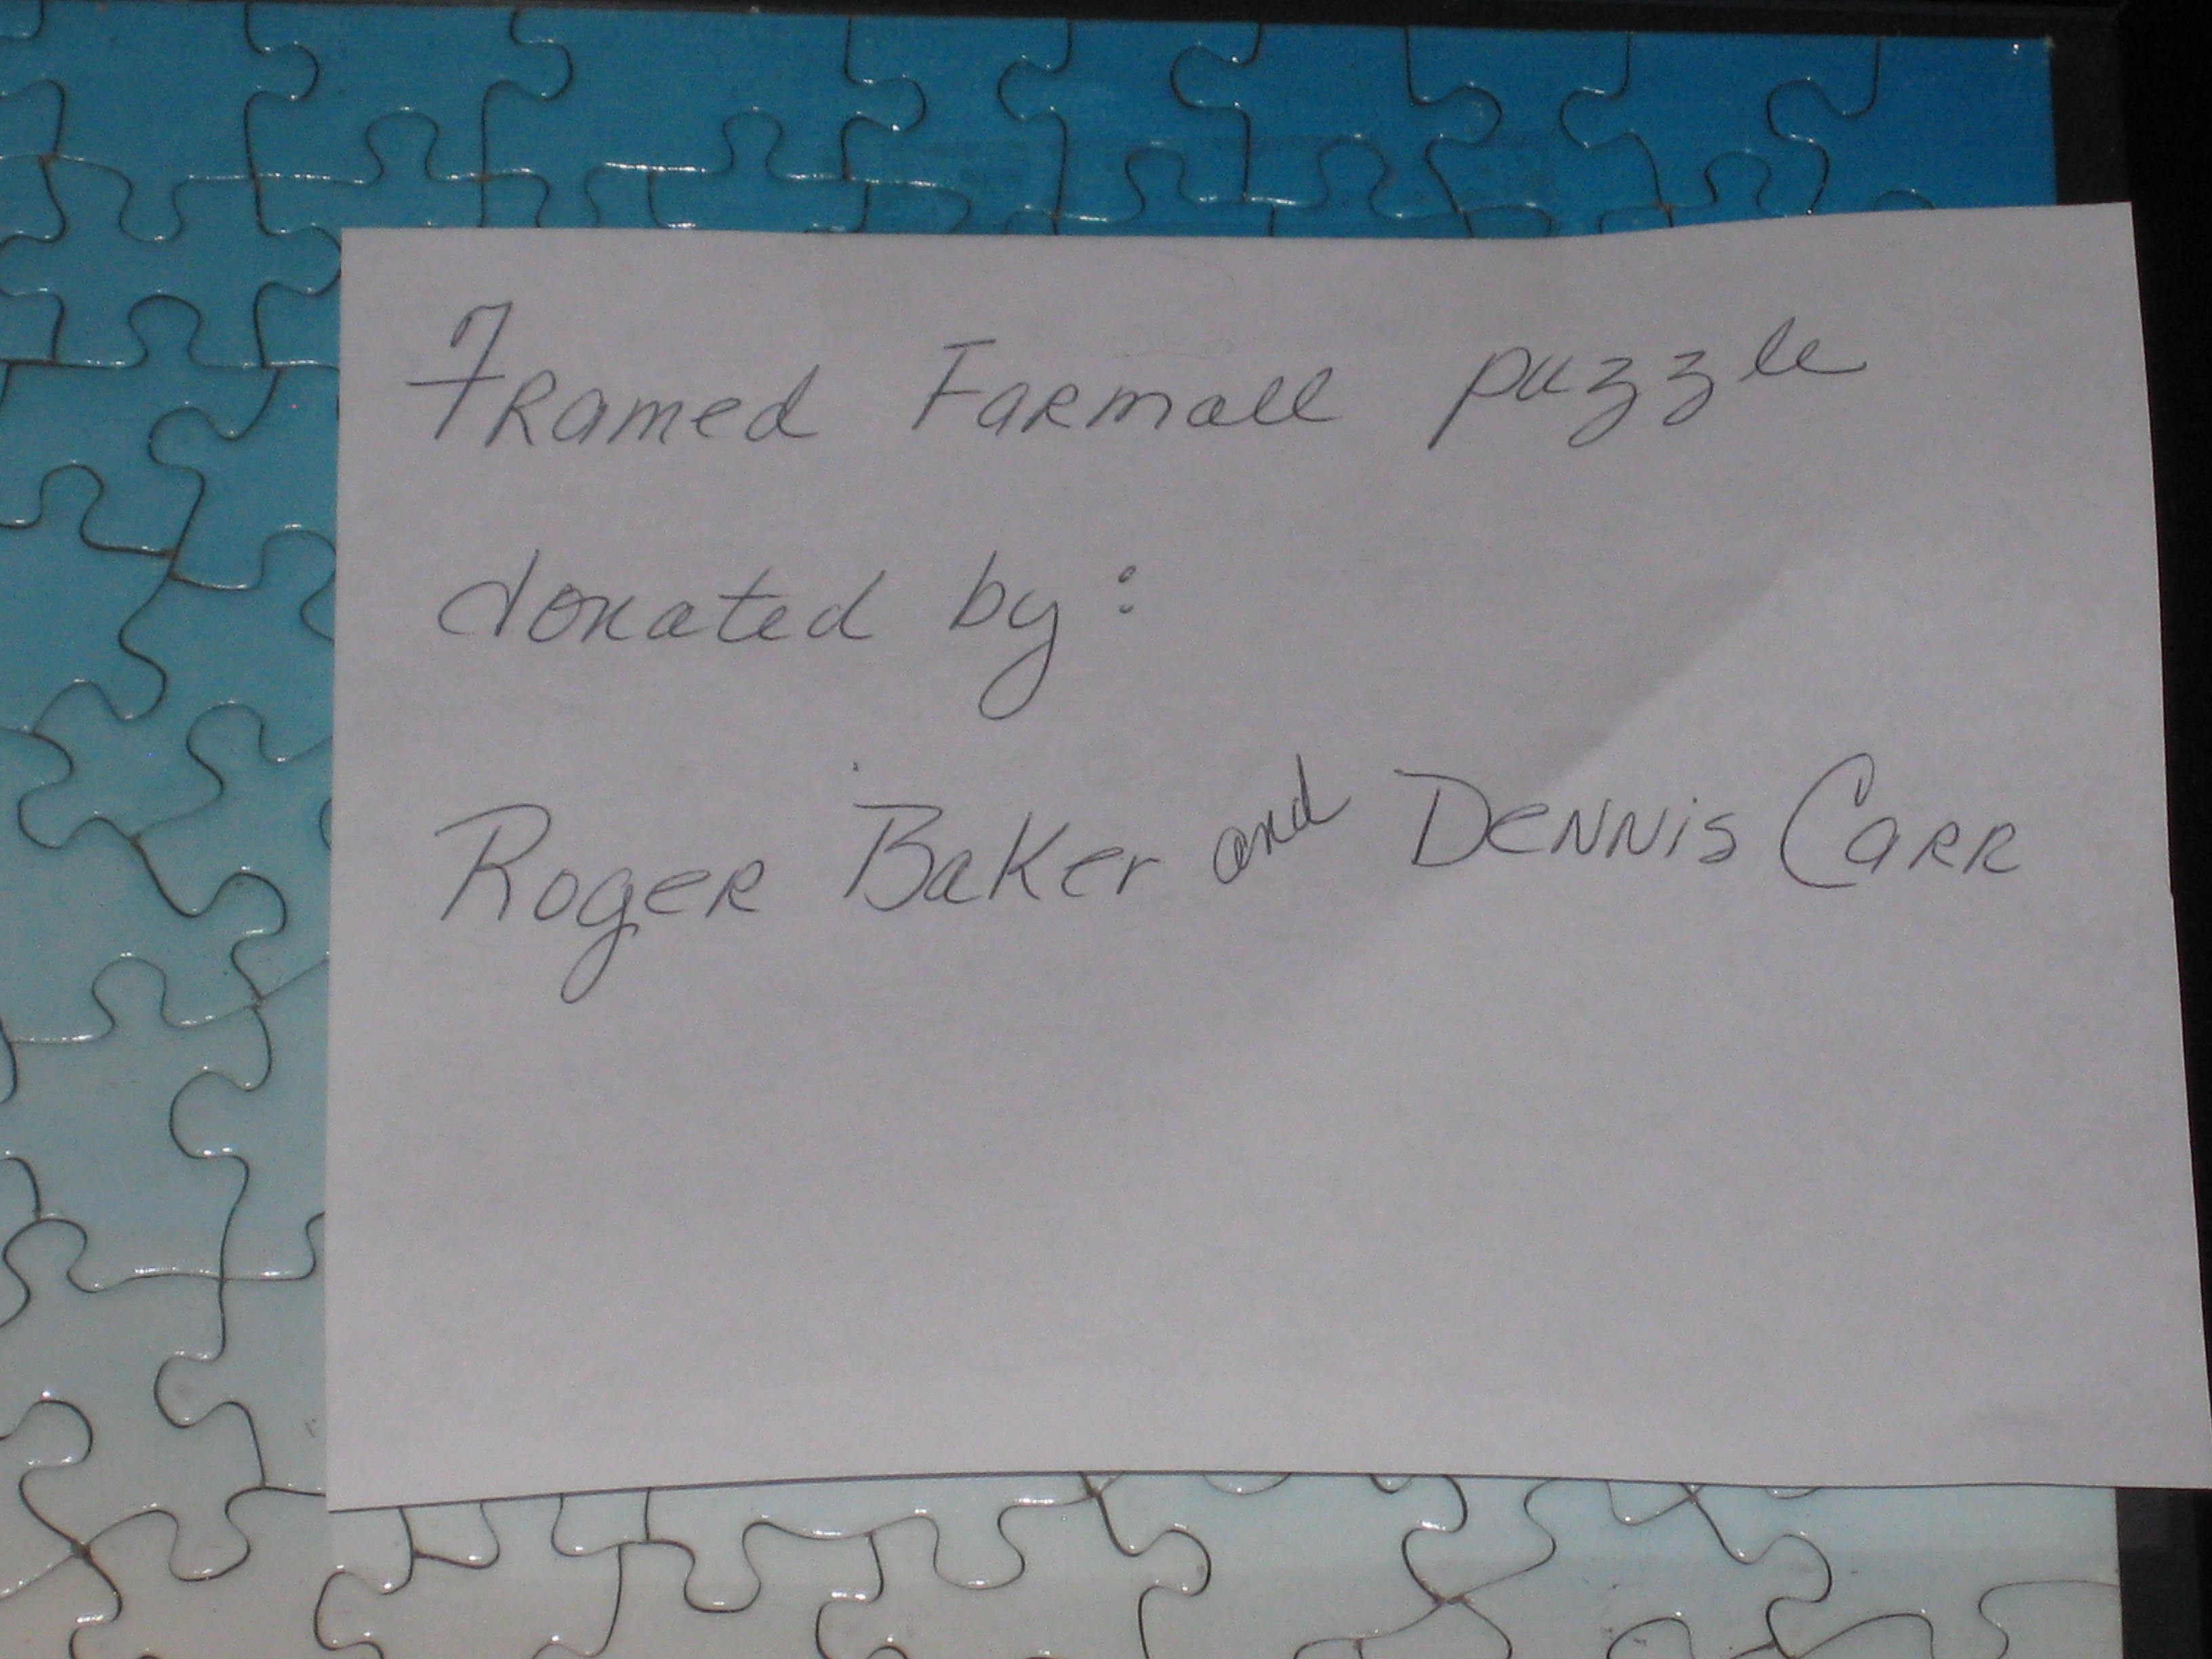 Framed Farmall puzzle
donated by:
Roger Baker and Dennis Carr